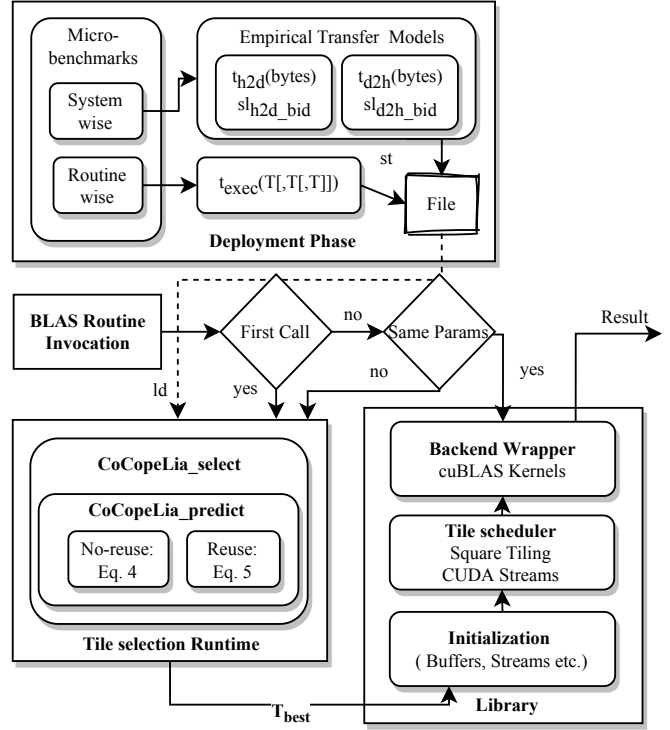 Micro-
benchmarks
System
wise
Routine
wise
Empirical Transfer Models
t_h2d(bytes)
sl_h2d_bid
t_d2h(bytes)
sl_d2h_bid
t_exec(T[,T[,T]])
st
File
Deployment Phase
BLAS Routine
Invocation
First Call
no
Same Params
Result
ld
yes
no
yes
CoCopeLia_select
CoCopeLia_predict
No-reuse:
Eq. 4
Reuse:
Eq. 5
Tile selection Runtime
Backend Wrapper
cuBLAS Kernels
Tile scheduler
Square Tiling
CUDA Streams
Initialization
( Buffers, Streams etc.)
Library
T_best